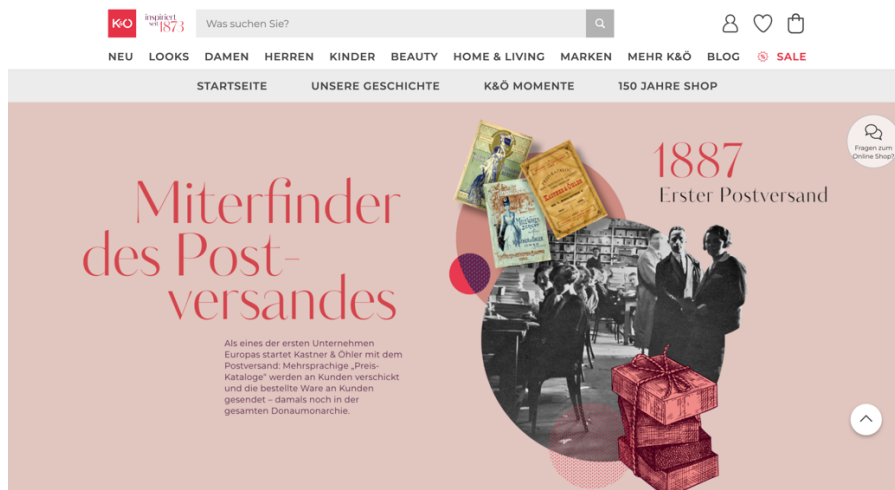 K&Ö
inspiriert
seit 1873
Was suchen Sie?
NEU LOOKS DAMEN HERREN KINDER BEAUTY HOME & LIVING MARKEN MEHR K&Ö BLOG SALE
STARTSEITE UNSERE GESCHICHTE K&Ö MOMENTE 150 JAHRE SHOP
Fragen zum
Online Shop?
1887
Erster Postversand
Miterfinder
des Post-
versandes
Als eines der ersten Unternehmen
Europas startet Kastner & Öhler mit dem
Postversand: Mehrsprachige „Preis-
Kataloge" werden an Kunden verschickt
und die bestellte Ware an Kunden
gesendet – damals noch in der
gesamten Donaumonarchie.
KASTNER & ÖHLER